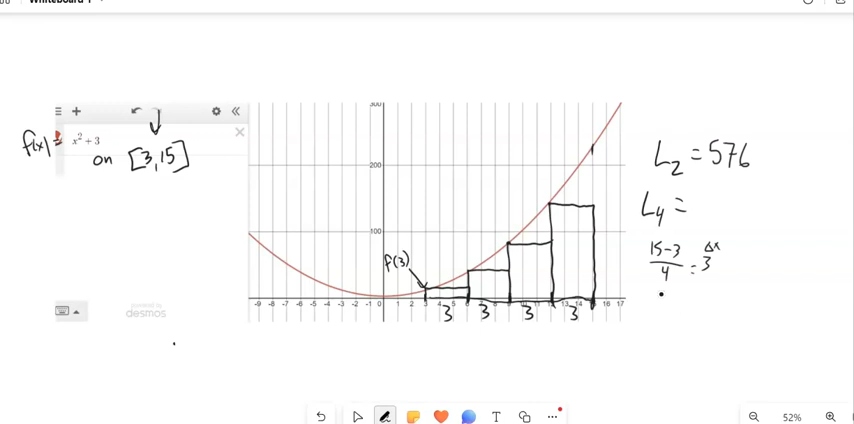 Whiteboard 1
x² + 3
f(x)=
on [3,15]
powered by
desmos
300
200
100
f(3)
-9 -8 -7 -6 -5 -4 -3 -2 -1 0 1 2 3 4 5 6 7 8 9 10 11 12 13 14 15 16 17
3 3 3 3
L₂ = 576
L₄ =
15-3
4
= 3
Δx
T
52%